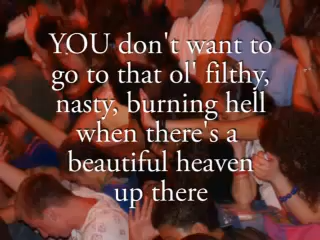 YOU don't want to
go to that ol' filthy,
nasty, burning hell
when there's a
beautiful heaven
up there